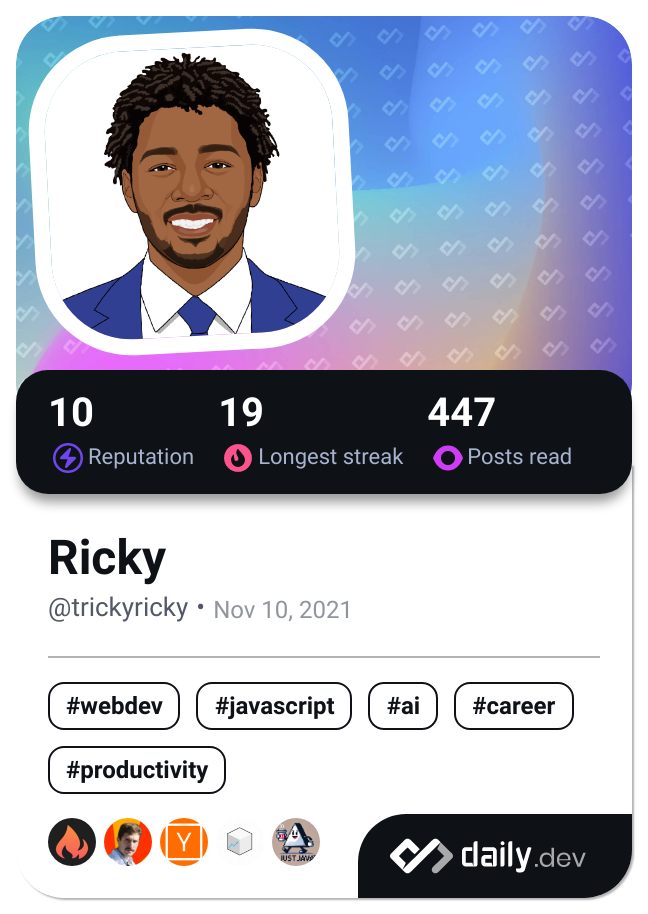 10 19 447
Reputation Longest streak Posts read
Ricky
@trickyricky • Nov 10, 2021
#webdev #javascript #ai #career
#productivity
Y JUST JAVA
daily.dev